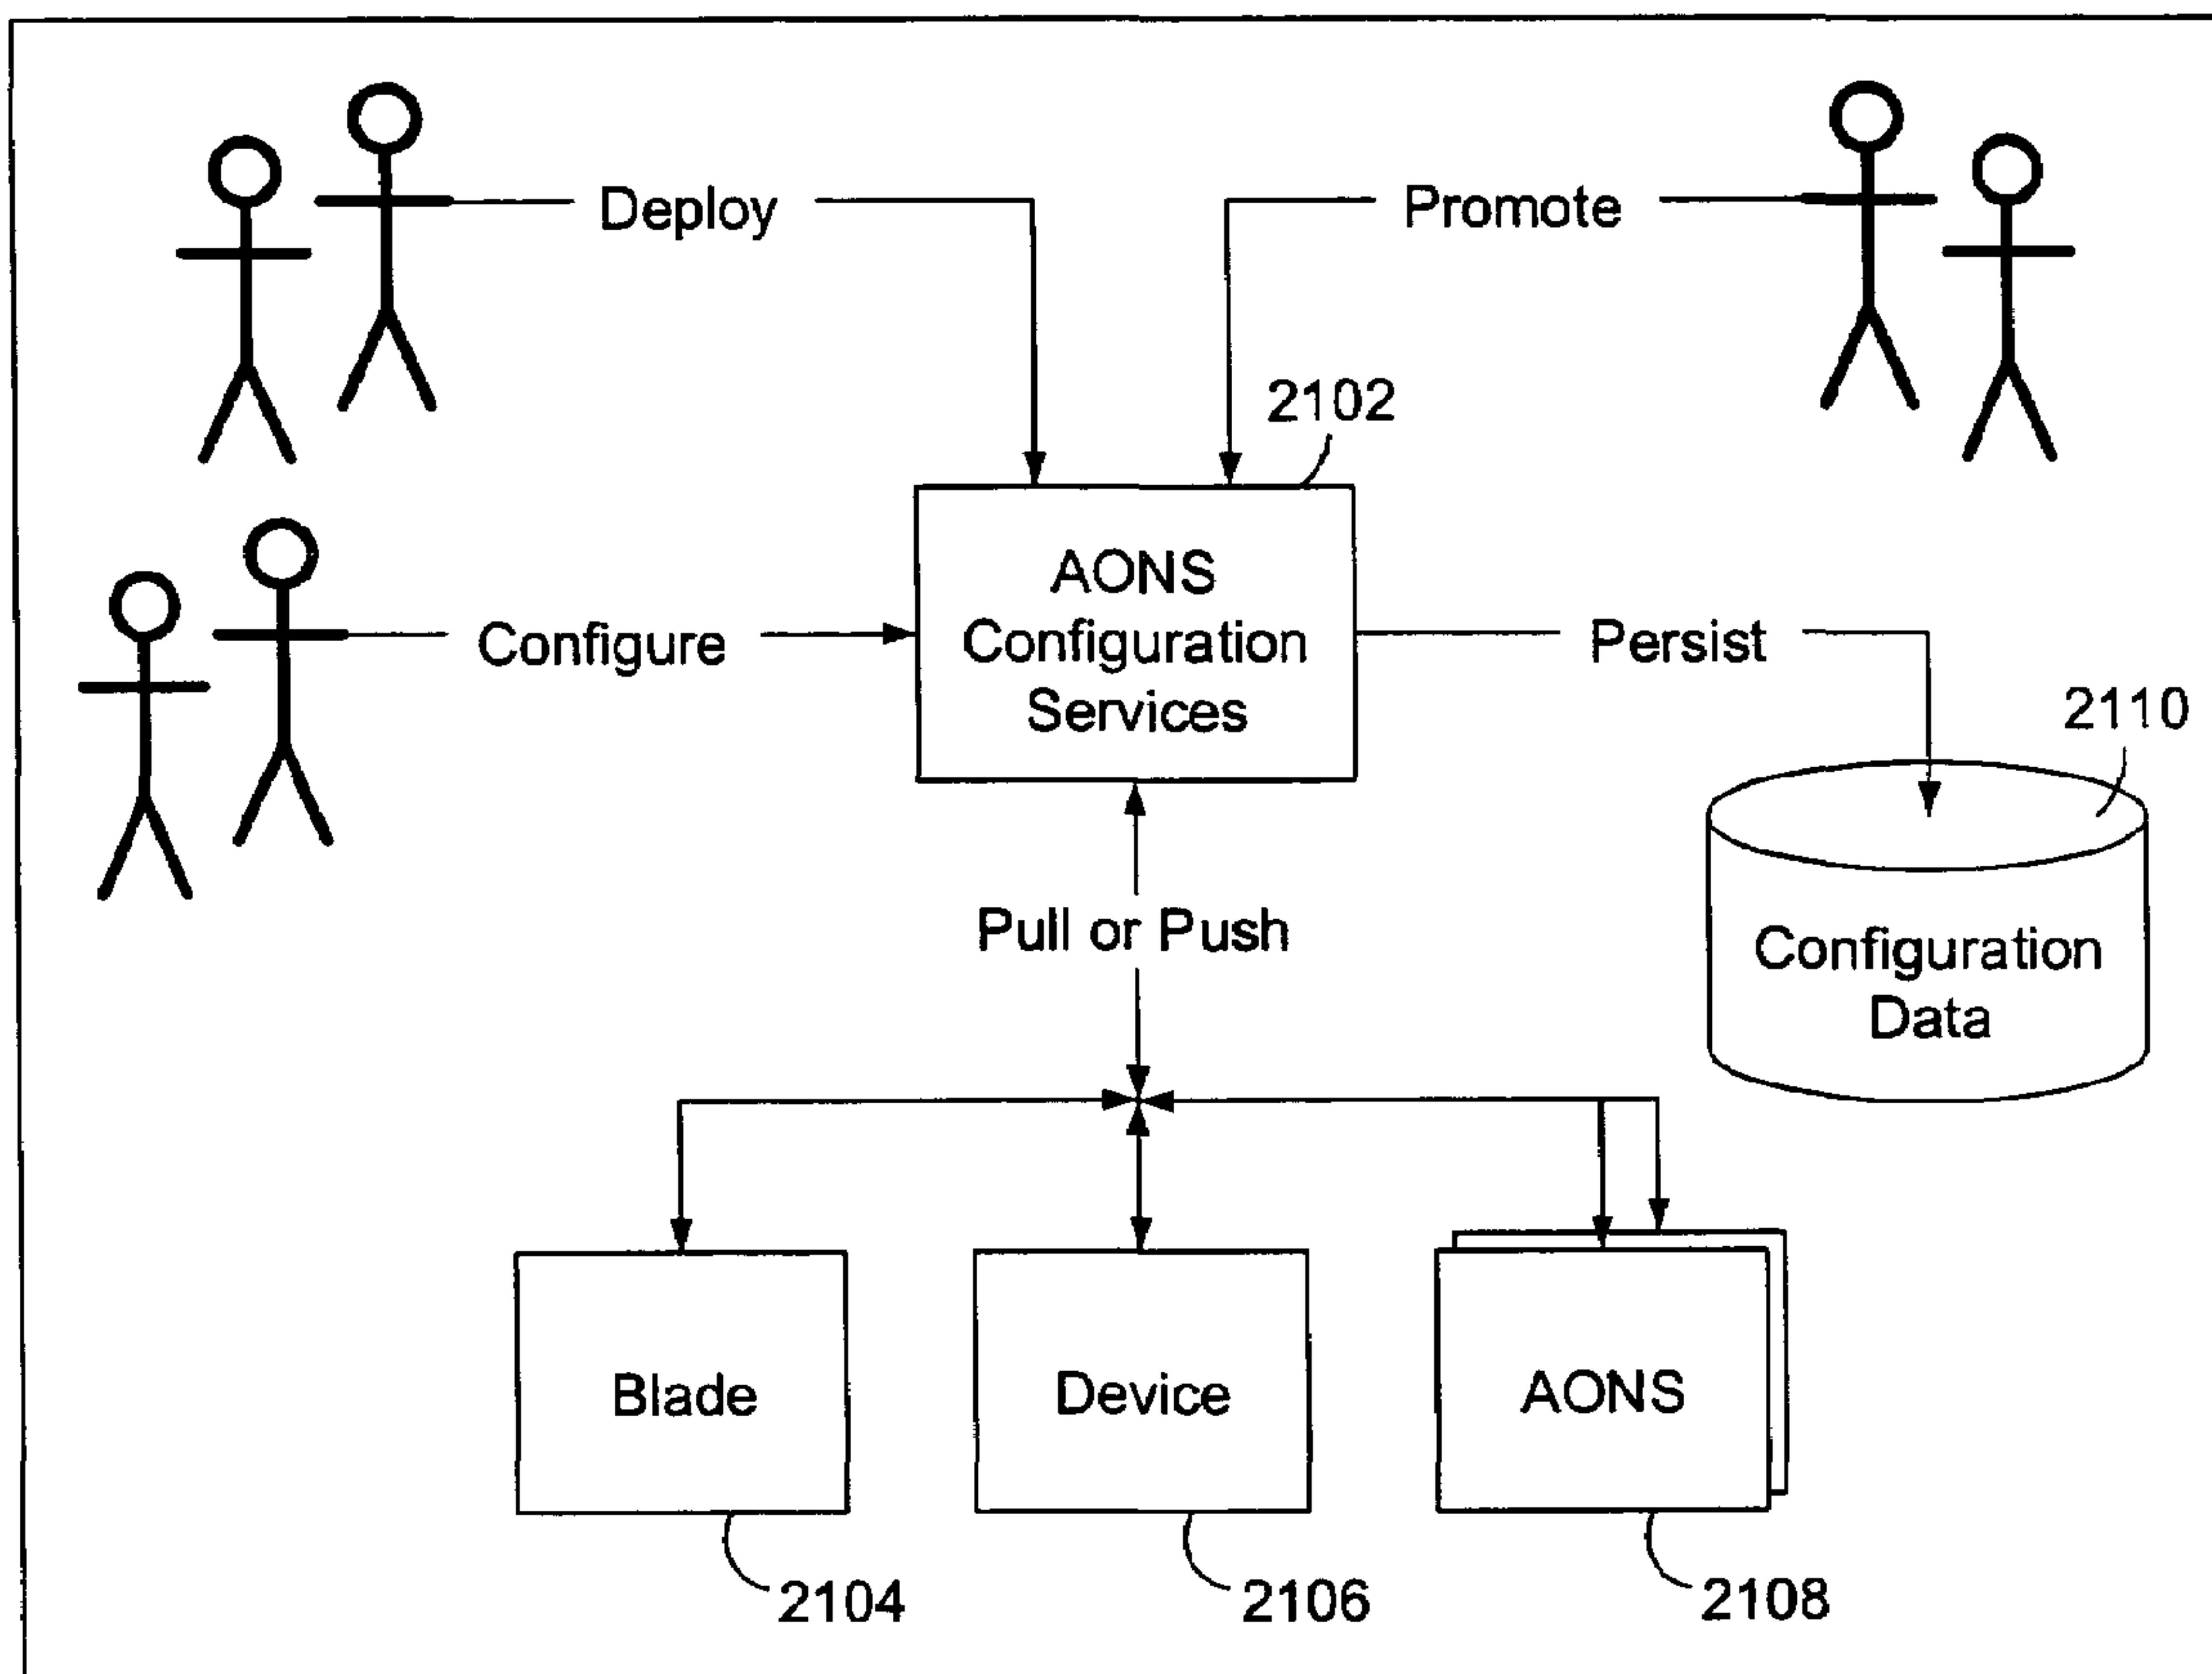 Deploy
Promote
2102
AONS
Configuration
Services
Configure
Persist
2110
Pull or Push
Configuration
Data
Blade
Device
AONS
2104
2106
2108